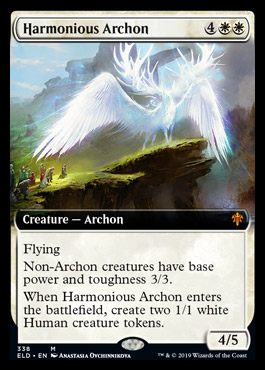 Harmonious Archon 4
Creature — Archon
Flying
Non-Archon creatures have base
power and toughness 3/3.
When Harmonious Archon enters
the battlefield, create two 1/1 white
Human creature tokens.
4/5
338 M
ELD • EN Anastasia Ovchinnikova
™ & © 2019 Wizards of the Coast